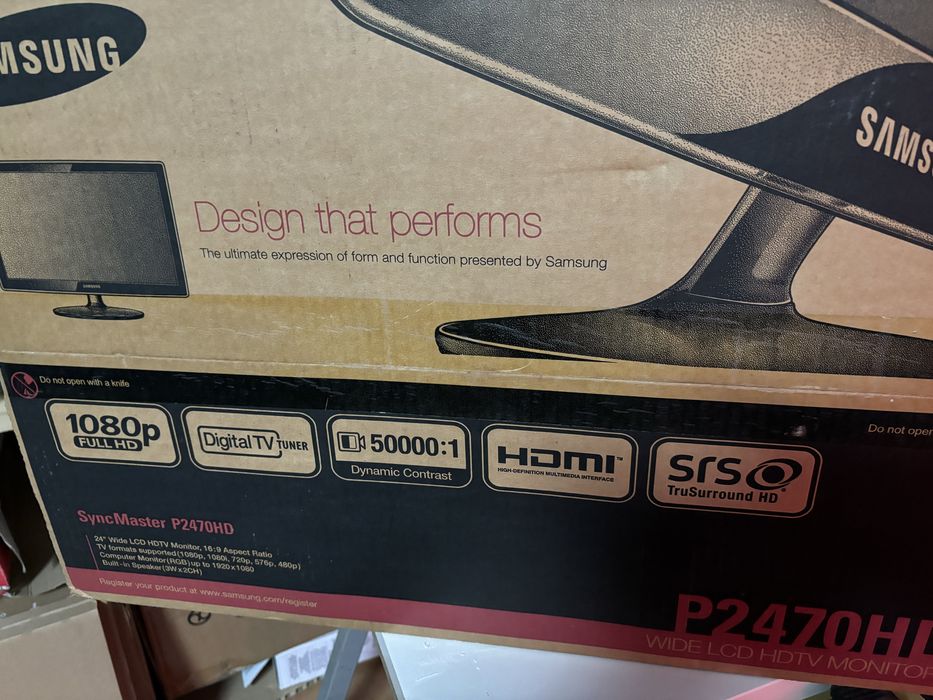 MSUNG
SAMS
Design that performs
The ultimate expression of form and function presented by Samsung
SAMSUNG
Do not open with a knife
Do not open
1080p
FULL HD
Digital TV TUNER
50000:1
Dynamic Contrast
HDMI™
HIGH-DEFINITION MULTIMEDIA INTERFACE
SRS
TruSurround HD®
SyncMaster P2470HD
24" Wide LCD HDTV Monitor, 16:9 Aspect Ratio
TV formats supported(1080p, 1080i, 720p, 576p, 480p)
Computer Monitor(RGB)up to 1920x1080
Built-in Speaker(3Wx2CH)
Register your product at www.samsung.com/register
P2470HD
WIDE LCD HDTV MONITOR